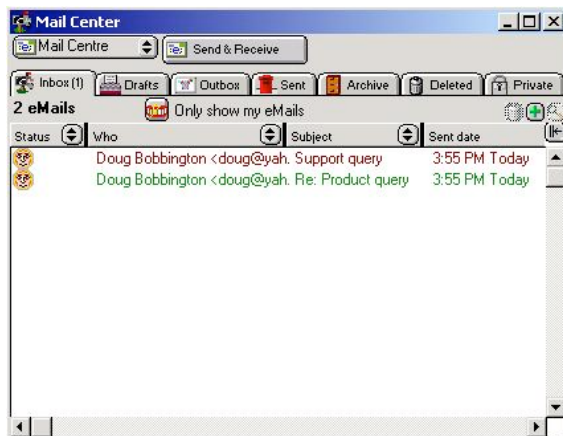 Mail Center
Mail Centre Send & Receive
Inbox (1) Drafts Outbox Sent Archive Deleted Private
2 eMails Only show my eMails
Status Who Subject Sent date
Doug Bobbington <doug@yah. Support query 3:55 PM Today
Doug Bobbington <doug@yah. Re: Product query 3:55 PM Today